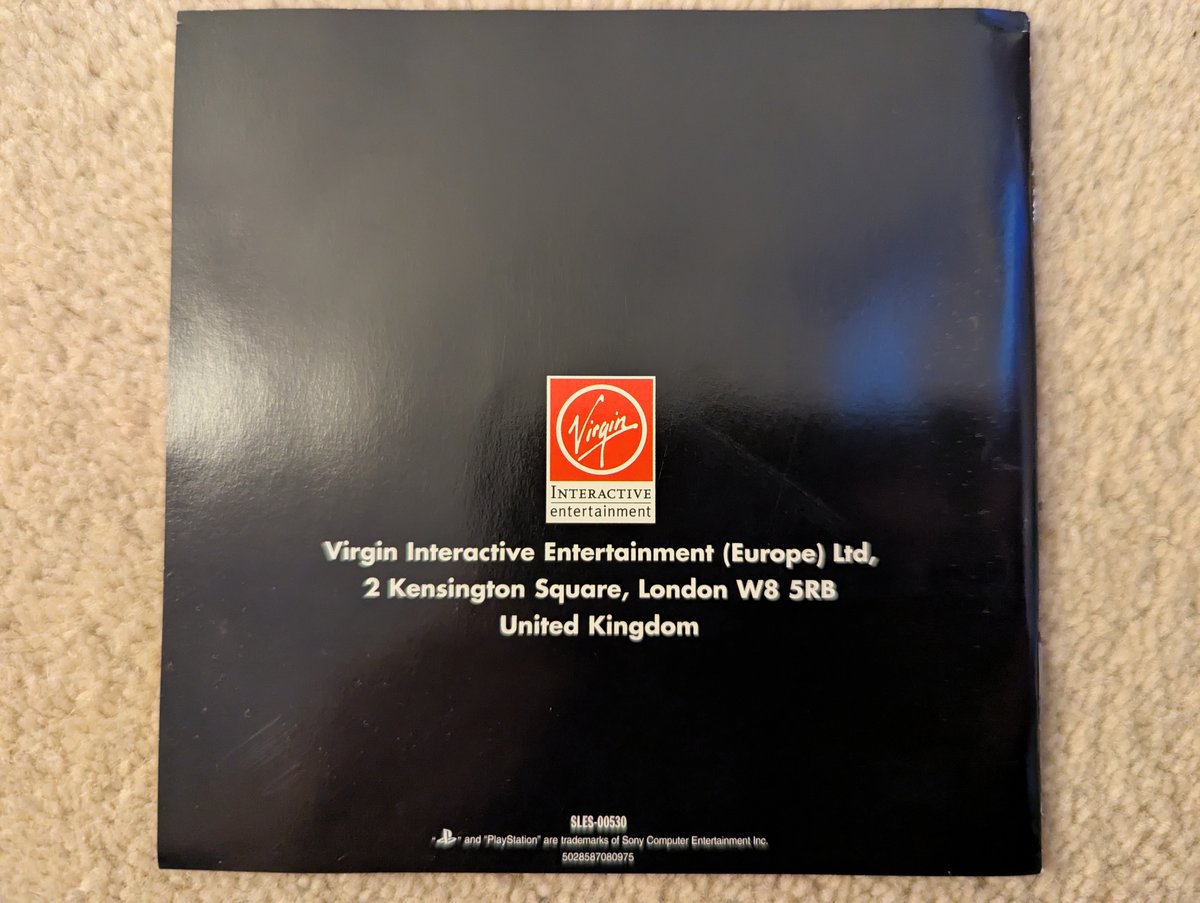 Virgin
INTERACTIVE
entertainment
Virgin Interactive Entertainment (Europe) Ltd,
2 Kensington Square, London W8 5RB
United Kingdom
SLES-00530
" " and "PlayStation" are trademarks of Sony Computer Entertainment Inc.
5028587080975